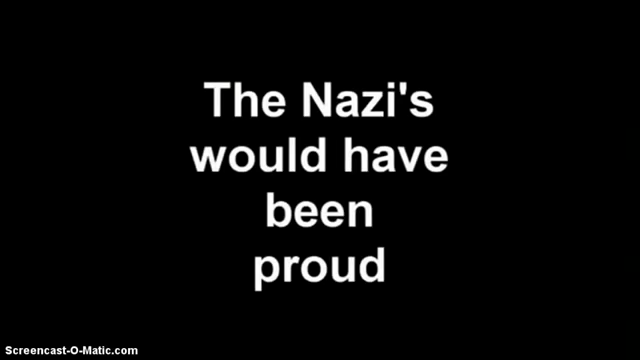 The Nazi's
would have
been
proud
Screencast-O-Matic.com